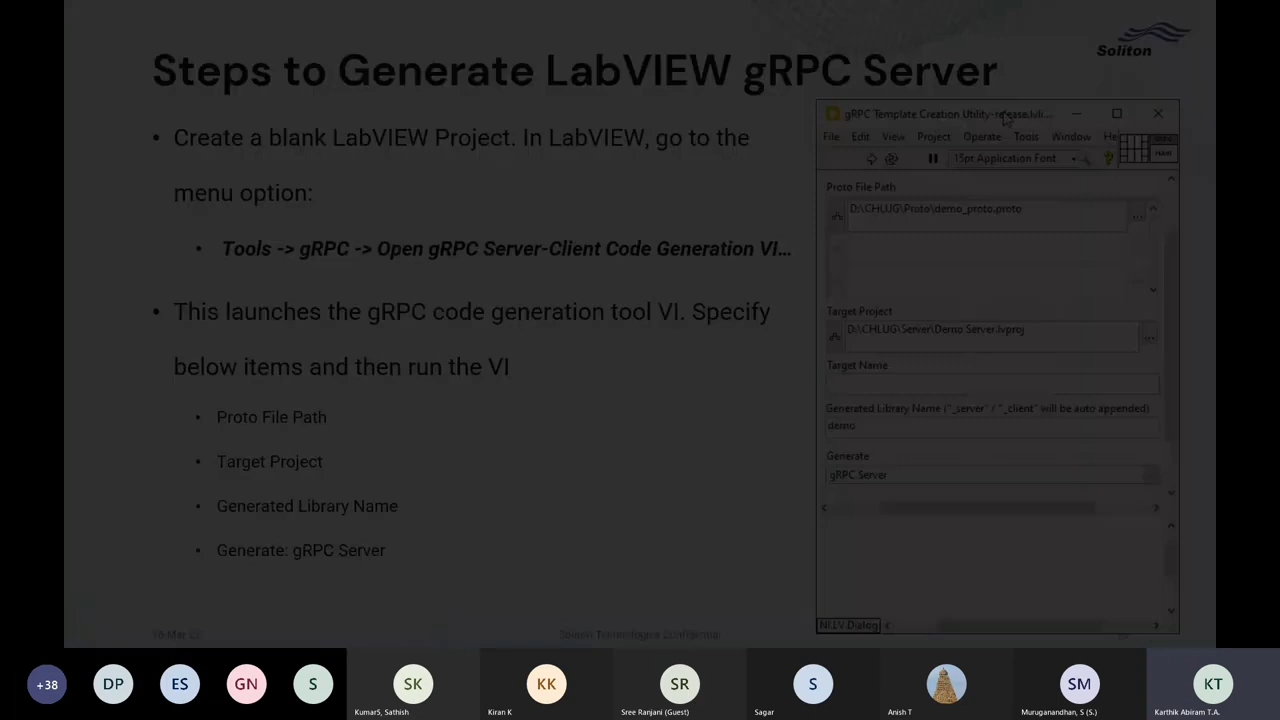 Soliton
Steps to Generate LabVIEW gRPC Server
• Create a blank LabVIEW Project. In LabVIEW, go to the
menu option:
• Tools -> gRPC -> Open gRPC Server-Client Code Generation VI...
• This launches the gRPC code generation tool VI. Specify
below items and then run the VI
• Proto File Path
• Target Project
• Generated Library Name
• Generate: gRPC Server
gRPC Template Creation Utility-release.lvli...
File Edit View Project Operate Tools Window He
15pt Application Font
Proto File Path
D:\CHLUG\Proto\demo_proto.proto
Target Project
D:\CHLUG\Server\Demo Server.lvproj
Target Name
Generated Library Name ("_server" / "_client" will be auto appended)
demo
Generate
gRPC Server
NI.LV.Dialog
Soliton Technologies Confidential
+38
DP
ES
GN
S
SK
KumarS, Sathish
KK
Kiran K
SR
Sree Ranjani (Guest)
S
Sagar
Anish T
SM
Muruganandhan, S (S.)
KT
Karthik Abiram T.A.